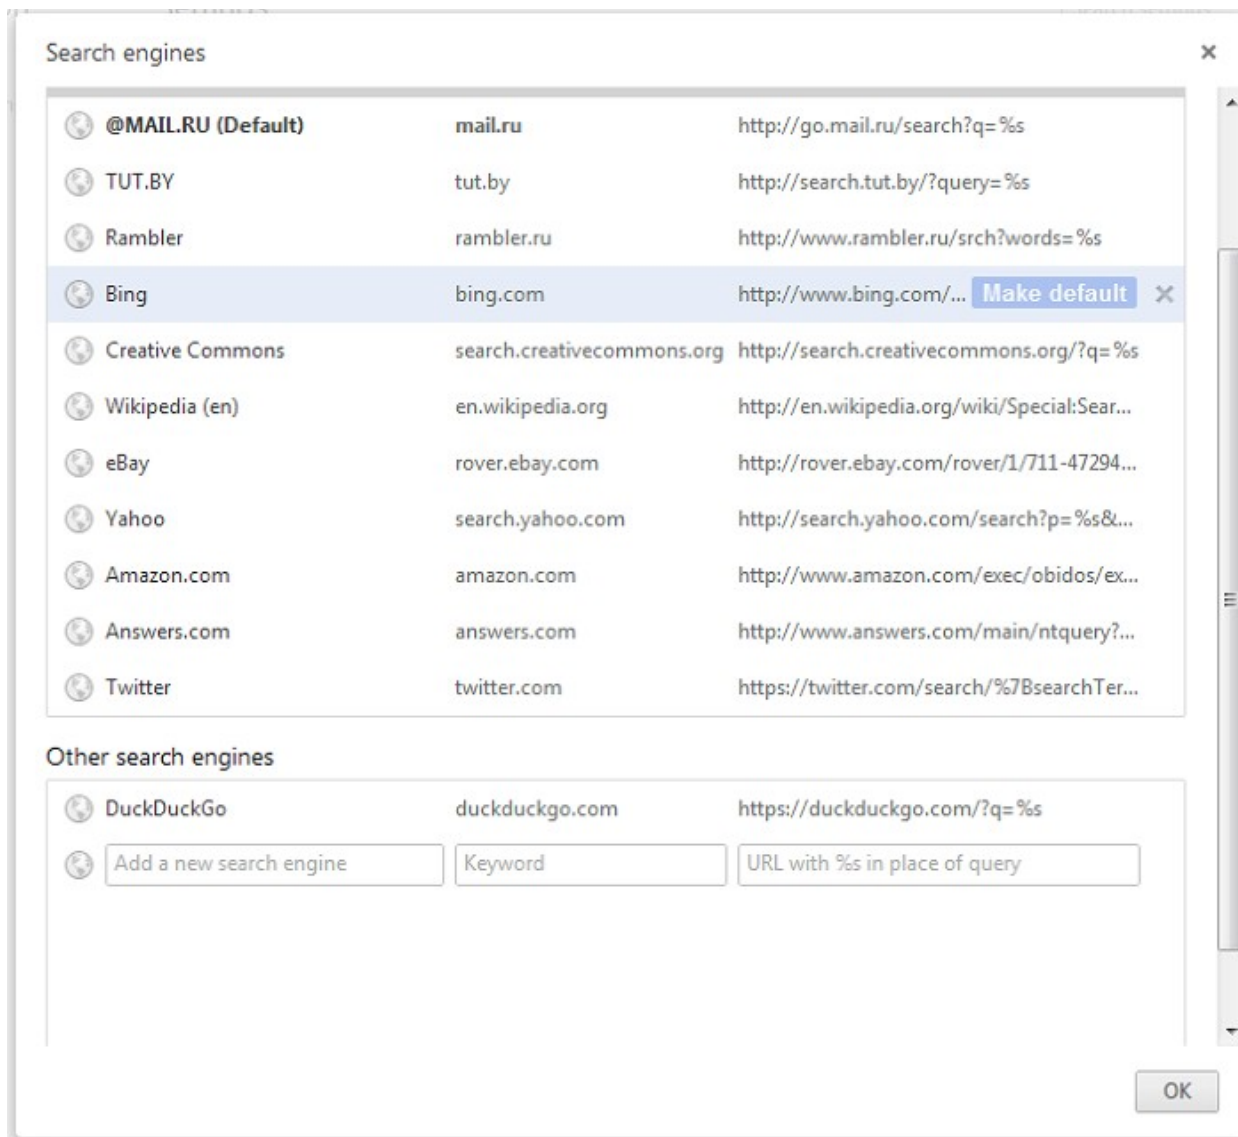 Search engines
@MAIL.RU (Default) mail.ru http://go.mail.ru/search?q=%s
TUT.BY tut.by http://search.tut.by/?query=%s
Rambler rambler.ru http://www.rambler.ru/srch?words=%s
Bing bing.com http://www.bing.com/... Make default
Creative Commons search.creativecommons.org http://search.creativecommons.org/?q=%s
Wikipedia (en) en.wikipedia.org http://en.wikipedia.org/wiki/Special:Sear...
eBay rover.ebay.com http://rover.ebay.com/rover/1/711-47294...
Yahoo search.yahoo.com http://search.yahoo.com/search?p=%s&...
Amazon.com amazon.com http://www.amazon.com/exec/obidos/ex...
Answers.com answers.com http://www.answers.com/main/ntquery?...
Twitter twitter.com https://twitter.com/search/%7BsearchTer...
Other search engines
DuckDuckGo duckduckgo.com https://duckduckgo.com/?q=%s
Add a new search engine Keyword URL with %s in place of query
OK